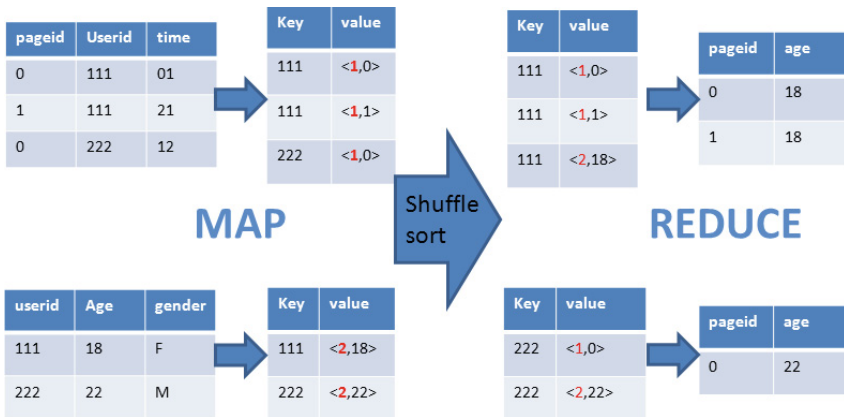 pageid Userid time
0 111 01
1 111 21
0 222 12
Key value
111 <1,0>
111 <1,1>
222 <1,0>
Key value
111 <1,0>
111 <1,1>
111 <2,18>
pageid age
0 18
1 18
MAP
Shuffle
sort
REDUCE
userid Age gender
111 18 F
222 22 M
Key value
111 <2,18>
222 <2,22>
Key value
222 <1,0>
222 <2,22>
pageid age
0 22